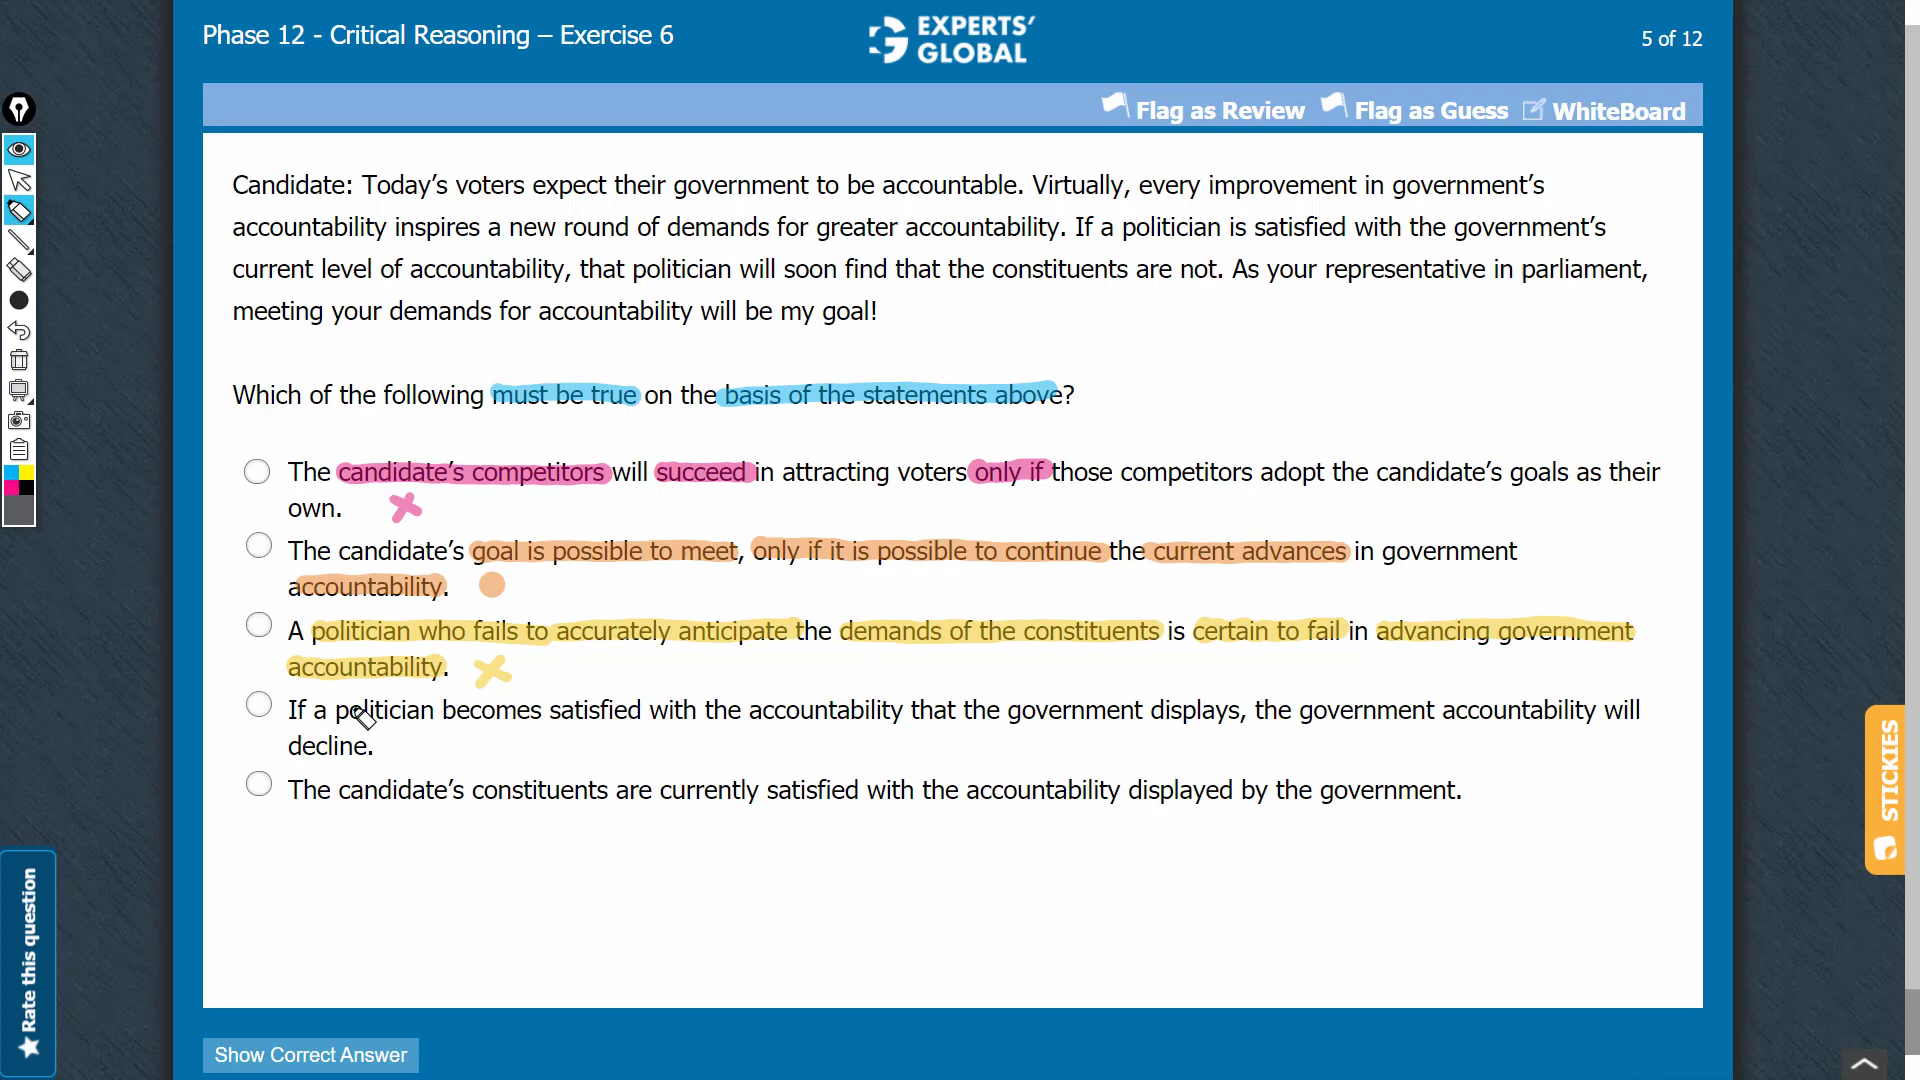 Phase 12 - Critical Reasoning – Exercise 6
EXPERTS’
GLOBAL
5 of 12
Flag as Review
Flag as Guess
WhiteBoard
Candidate: Today’s voters expect their government to be accountable. Virtually, every improvement in government’s
accountability inspires a new round of demands for greater accountability. If a politician is satisfied with the government’s
current level of accountability, that politician will soon find that the constituents are not. As your representative in parliament,
meeting your demands for accountability will be my goal!
Which of the following must be true on the basis of the statements above?
The candidate’s competitors will succeed in attracting voters only if those competitors adopt the candidate’s goals as their
own.
The candidate’s goal is possible to meet, only if it is possible to continue the current advances in government
accountability.
A politician who fails to accurately anticipate the demands of the constituents is certain to fail in advancing government
accountability.
If a politician becomes satisfied with the accountability that the government displays, the government accountability will
decline.
The candidate’s constituents are currently satisfied with the accountability displayed by the government.
STICKIES
Rate this question
Show Correct Answer